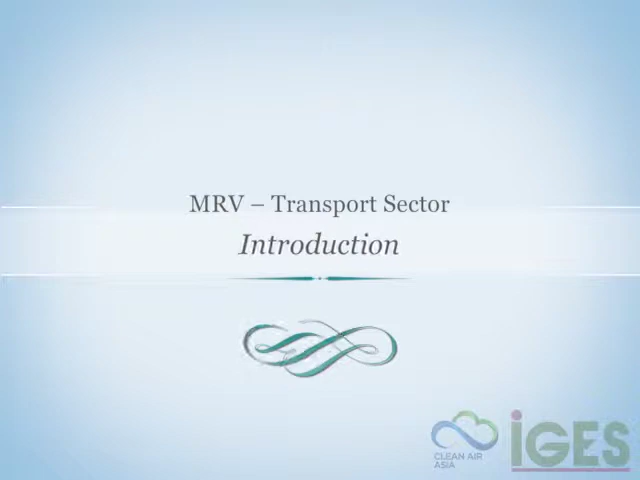 MRV – Transport Sector
Introduction
CLEAN AIR
ASIA
iGES